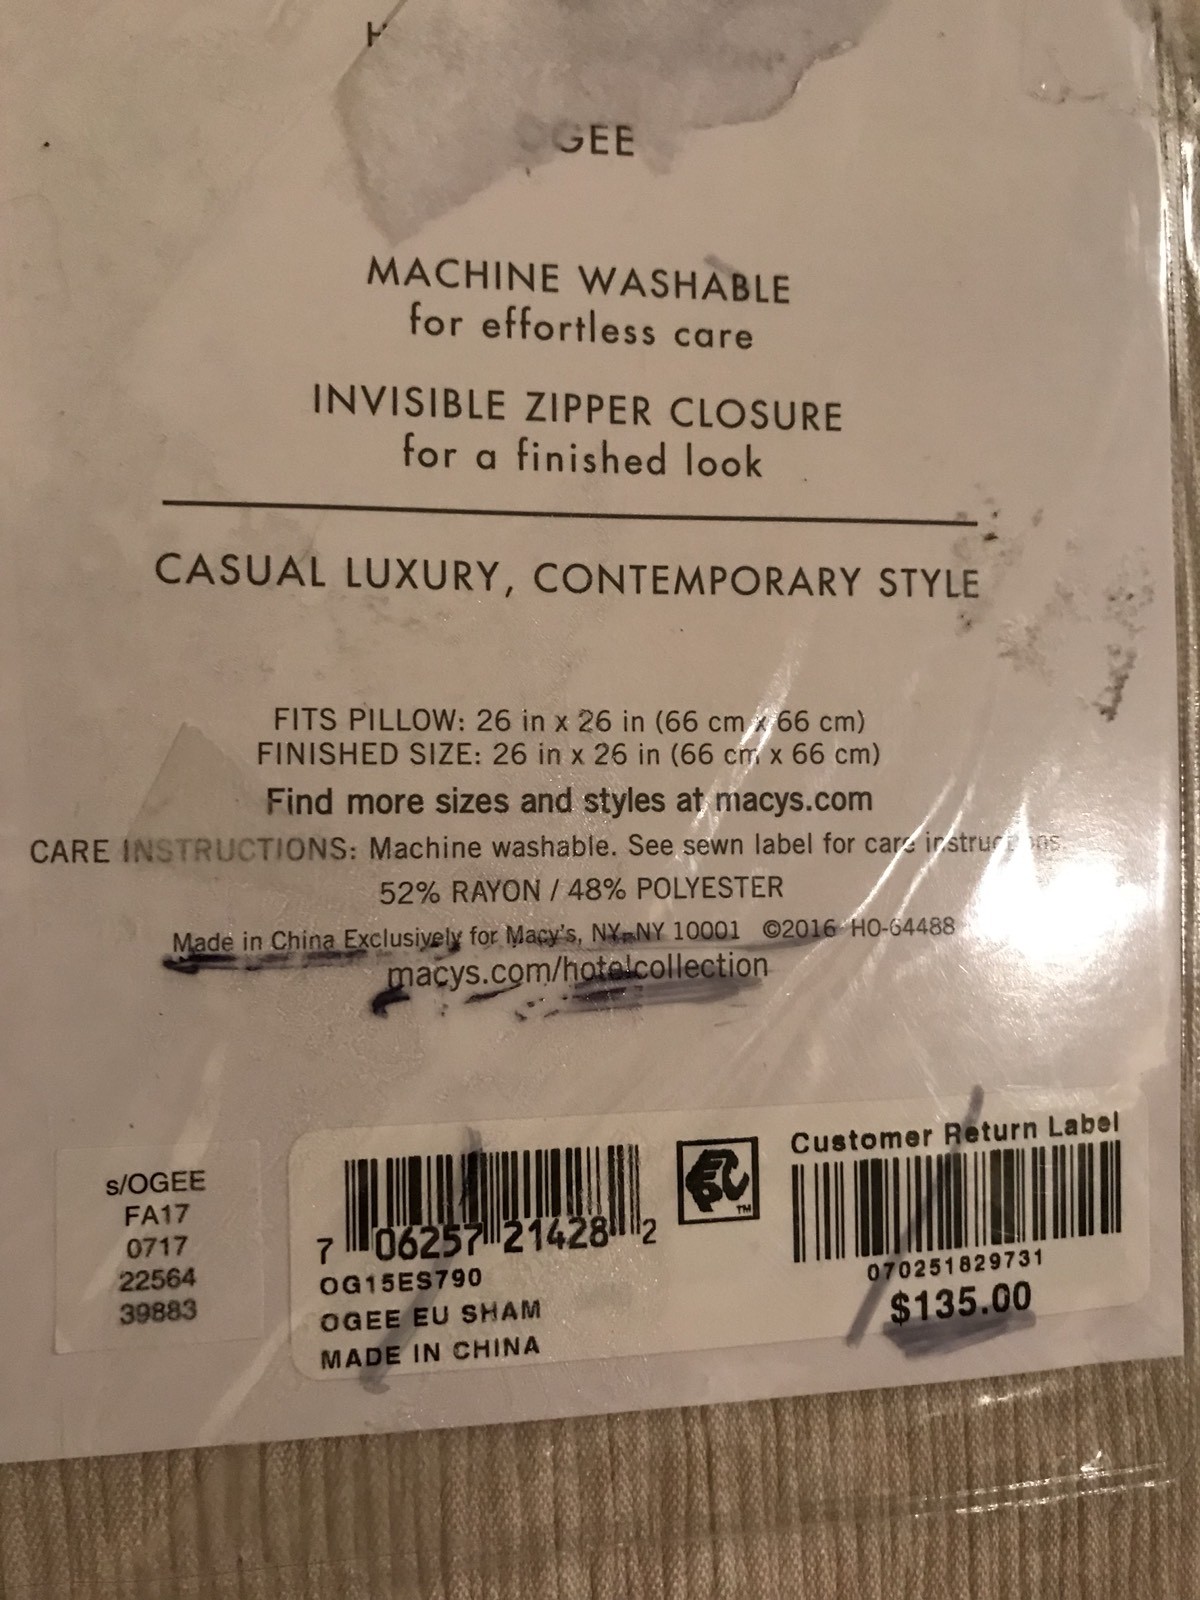 OGEE
MACHINE WASHABLE
for effortless care
INVISIBLE ZIPPER CLOSURE
for a finished look
CASUAL LUXURY, CONTEMPORARY STYLE
FITS PILLOW: 26 in x 26 in (66 cm x 66 cm)
FINISHED SIZE: 26 in x 26 in (66 cm x 66 cm)
Find more sizes and styles at macys.com
CARE INSTRUCTIONS: Machine washable. See sewn label for care instructions.
52% RAYON / 48% POLYESTER
Made in China Exclusively for Macy's, NY, NY 10001 ©2016 HO-64488
macys.com/hotelcollection
s/OGEE
FA17
0717
22564
39883
7 06257 21428 2
OG15ES790
OGEE EU SHAM
MADE IN CHINA
Customer Return Label
070251829731
$135.00